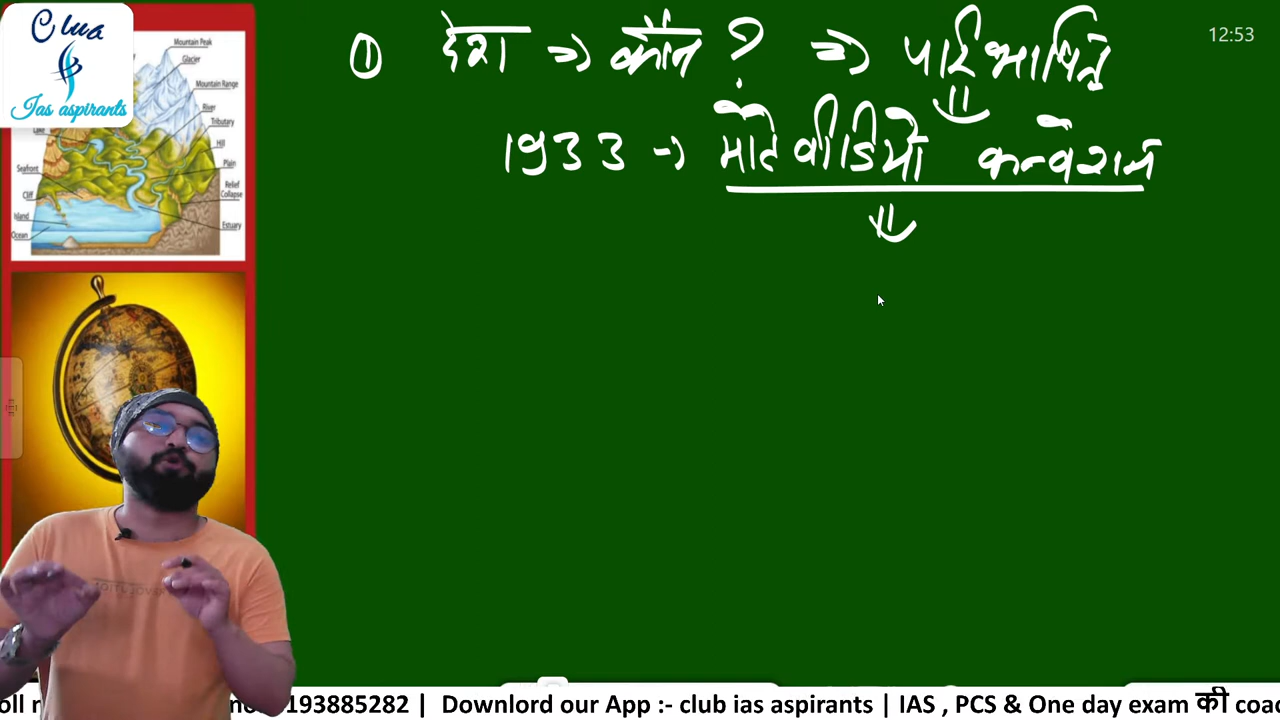 Clua
Ias aspirants
Mountain Peak
Glacier
Mountain Range
River
Tributary
Hill
Lake
Plain
Seafront
Relief
Collapse
Cliff
Island
Estuary
Ocean
12:53
① देश ⇒ कौन ? ⇒ परिभाषित
1933 → मोंटे वीडियो कन्वेंशन
193885282 | Downlord our App :- club ias aspirants | IAS , PCS & One day exam की coa